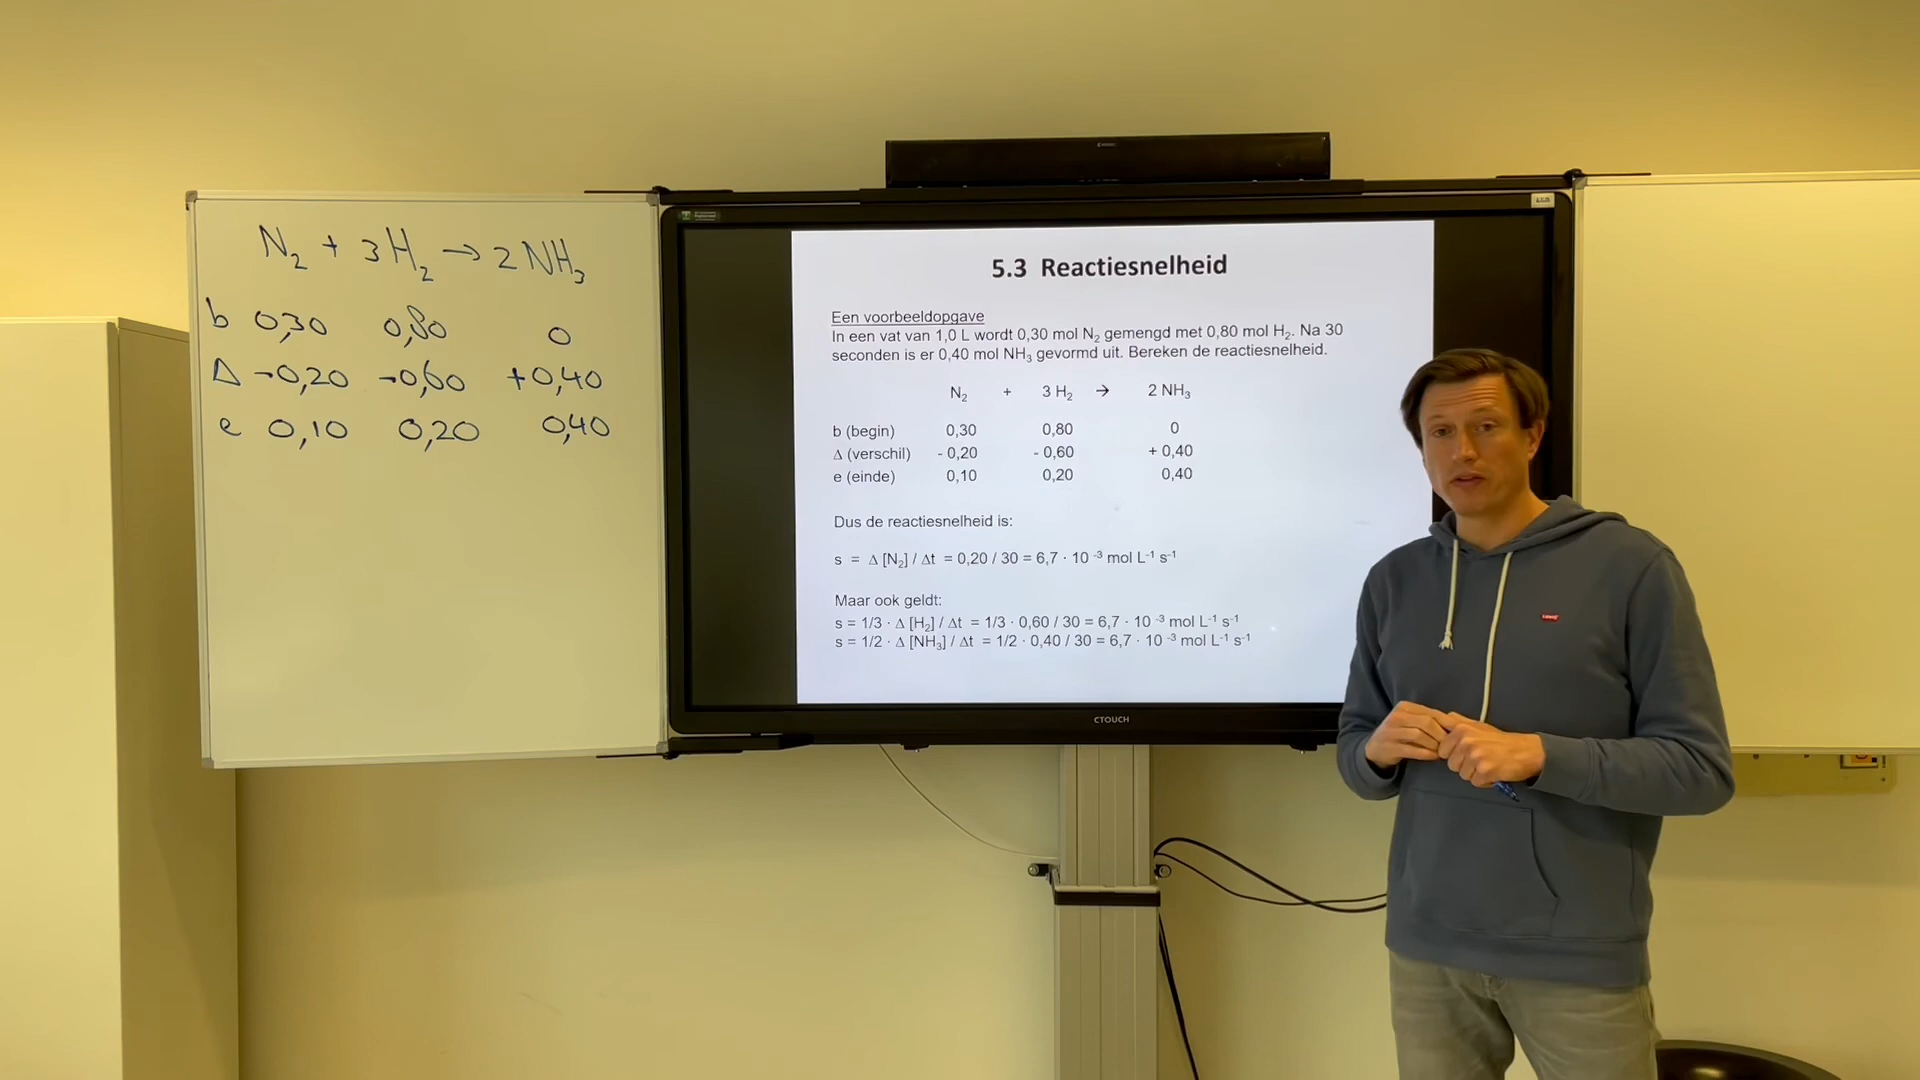 N2 + 3H2 → 2NH3
b 0,30 0,80 0
Δ -0,20 -0,60 +0,40
e 0,10 0,20 0,40
5.3 Reactiesnelheid
Een voorbeeldopgave
In een vat van 1,0 L wordt 0,30 mol N2 gemengd met 0,80 mol H2. Na 30
seconden is er 0,40 mol NH3 gevormd uit. Bereken de reactiesnelheid.
N2 + 3 H2 → 2 NH3
b (begin) 0,30 0,80 0
Δ (verschil) - 0,20 - 0,60 + 0,40
e (einde) 0,10 0,20 0,40
Dus de reactiesnelheid is:
s = Δ [N2] / Δt = 0,20 / 30 = 6,7 · 10 -3 mol L-1 s-1
Maar ook geldt:
s = 1/3 · Δ [H2] / Δt = 1/3 · 0,60 / 30 = 6,7 · 10 -3 mol L-1 s-1
s = 1/2 · Δ [NH3] / Δt = 1/2 · 0,40 / 30 = 6,7 · 10 -3 mol L-1 s-1
CTOUCH
Levi's